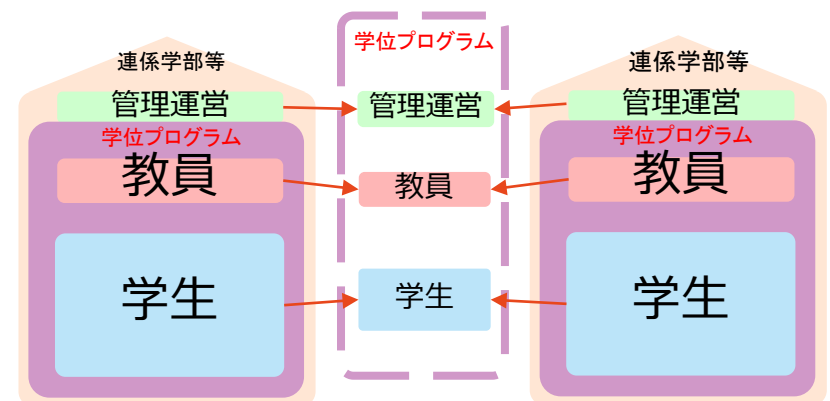 連係学部等
管理運営
学位プログラム
教員
学生
学位プログラム
管理運営
教員
学生
連係学部等
管理運営
学位プログラム
教員
学生